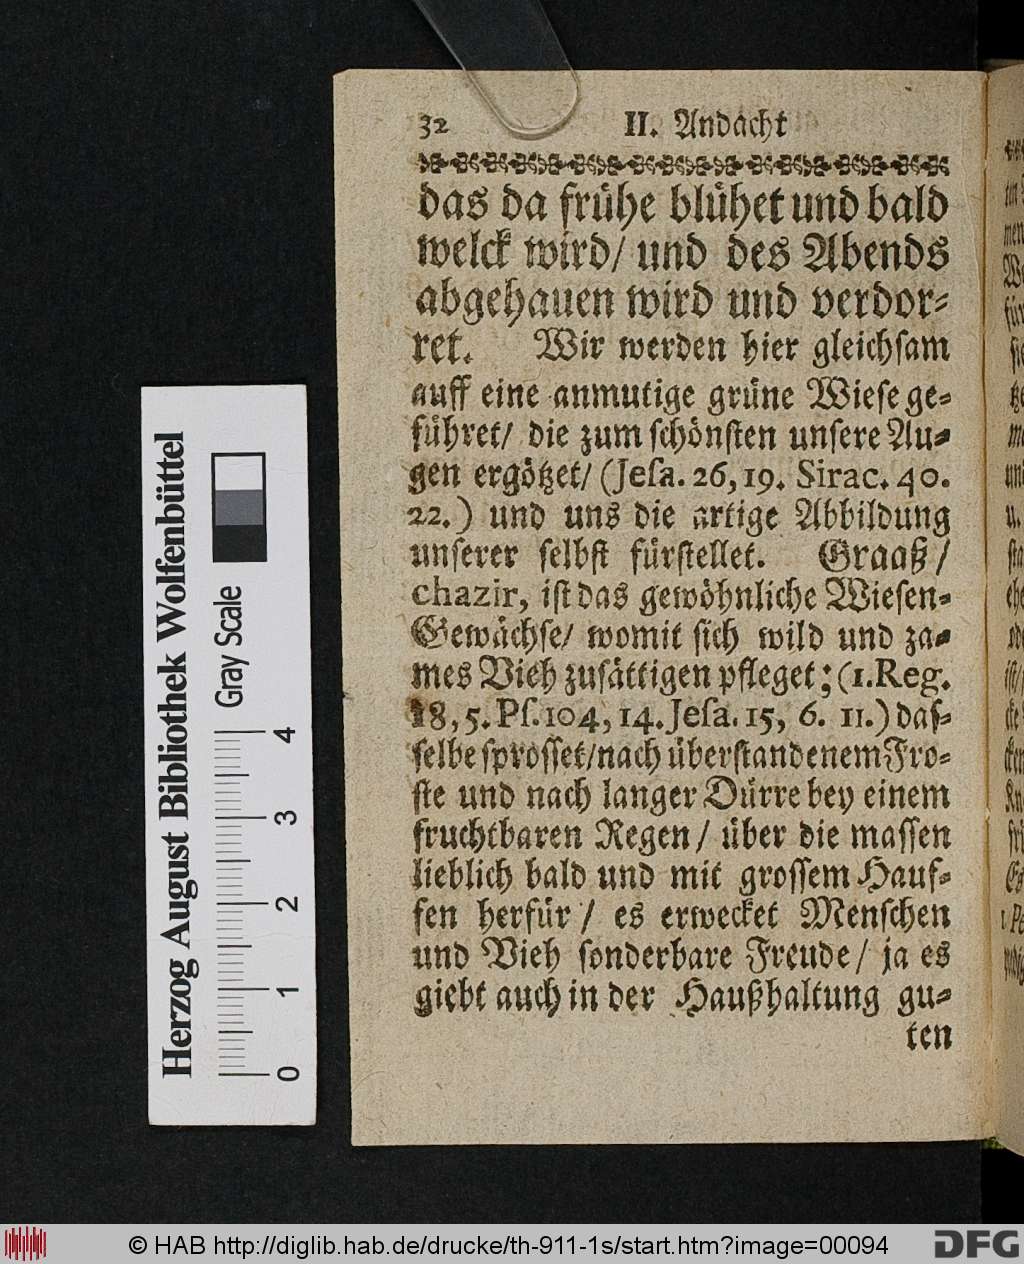 32 II. Andacht
das da frühe blühet und bald
welck wird/ und des Abends
abgehauen wird und verdor-
ret. Wir werden hier gleichsam
auff eine anmutige grüne Wiese ge-
führet/ die zum schönsten unsere Au-
gen ergötzet/ (Jesa. 26, 19. Sirac. 40.
22.) und uns die artige Abbildung
unserer selbst fürstellet. Graaß/
chazir, ist das gewöhnliche Wiesen-
Gewächse/ womit sich wild und za-
mes Vieh zusättigen pfleget; (1. Reg.
18, 5. Ps. 104, 14. Jesa. 15, 6. 11.) das-
selbe sprosset/ nach überstandenem Fro-
ste und nach langer Dürre bey einem
fruchtbaren Regen/ über die massen
lieblich bald und mit grossem Hauf-
fen herfür/ es erwecket Menschen
und Vieh sonderbare Freude/ ja es
giebt auch in der Haußhaltung gu-
ten
Herzog August Bibliothek Wolfenbüttel
Gray Scale
0 1 2 3 4
© HAB http://diglib.hab.de/drucke/th-911-1s/start.htm?image=00094
DFG